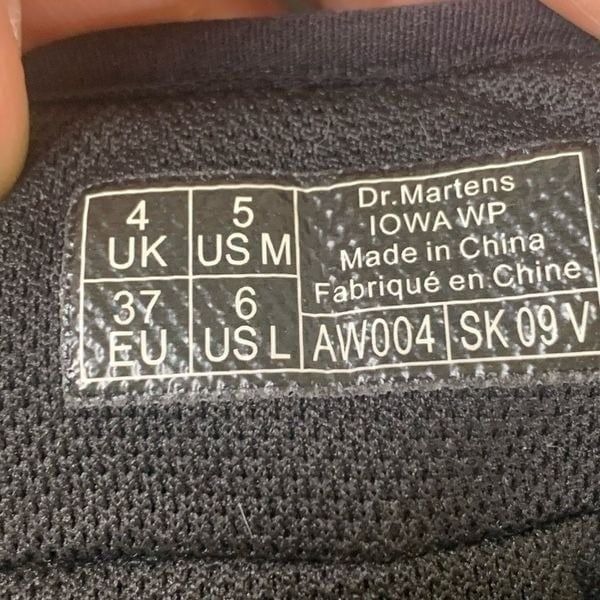 4
UK
5
US M
37
EU
6
US L
Dr.Martens
IOWA WP
Made in China
Fabriqué en Chine
AW004
SK 09 V